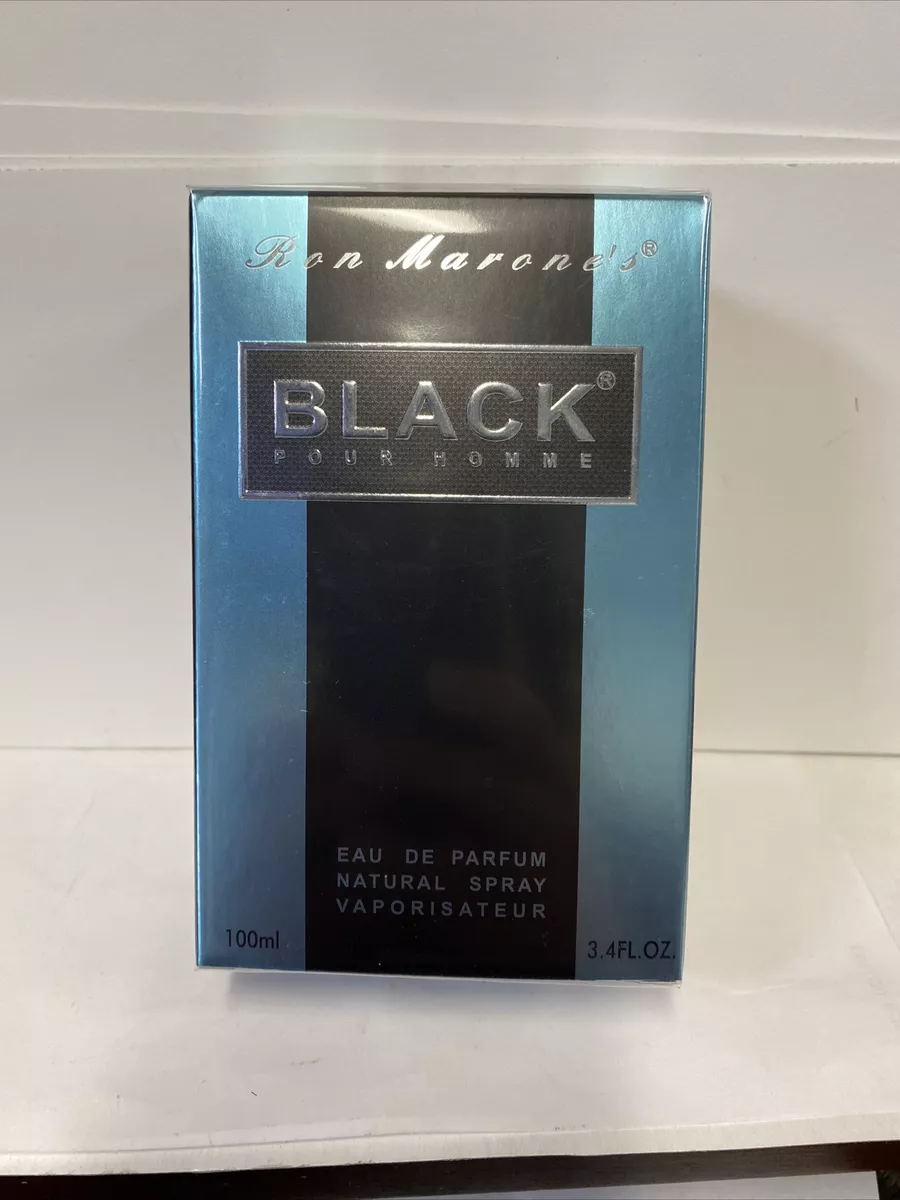 Ron Marone's®
BLACK®
POUR HOMME
EAU DE PARFUM
NATURAL SPRAY
VAPORISATEUR
100ml
3.4FL.OZ.